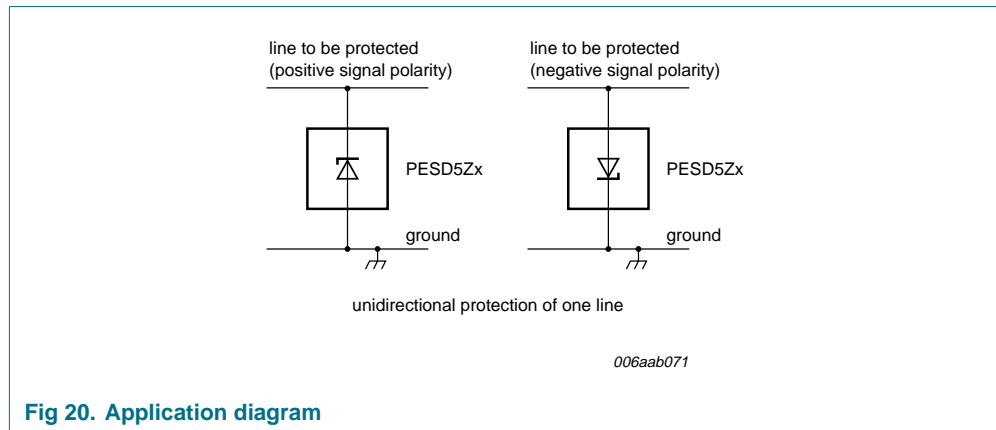 line to be protected
(positive signal polarity)
PESD5Zx
ground
line to be protected
(negative signal polarity)
PESD5Zx
ground
unidirectional protection of one line
006aab071
Fig 20. Application diagram